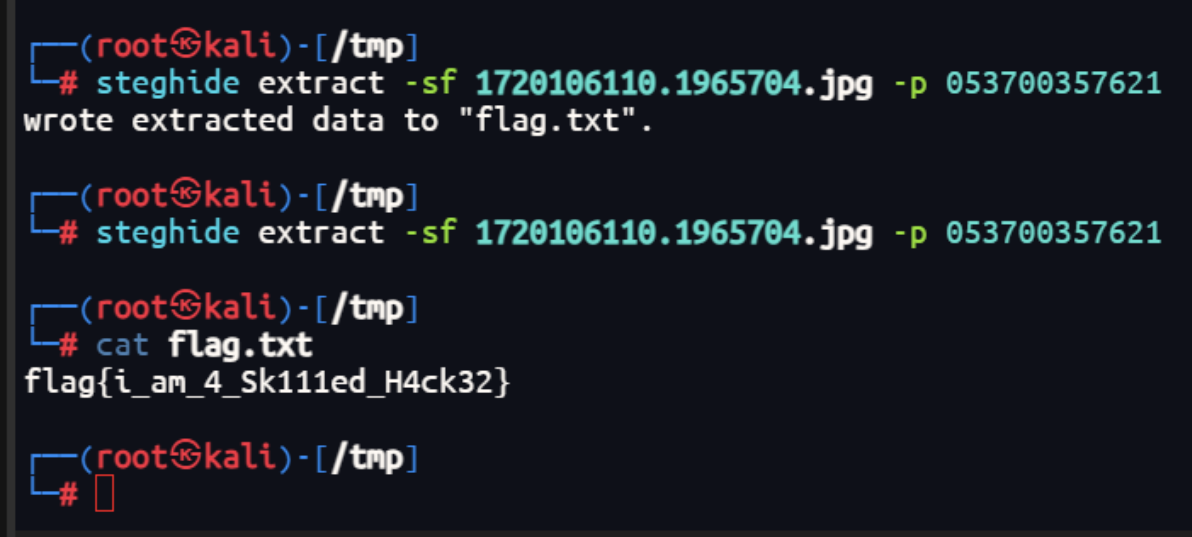 ┌──(root㉿kali)-[/tmp]
└─# steghide extract -sf 1720106110.1965704.jpg -p 053700357621
wrote extracted data to "flag.txt".
┌──(root㉿kali)-[/tmp]
└─# steghide extract -sf 1720106110.1965704.jpg -p 053700357621
┌──(root㉿kali)-[/tmp]
└─# cat flag.txt
flag{i_am_4_Sk111ed_H4ck32}
┌──(root㉿kali)-[/tmp]
└─#